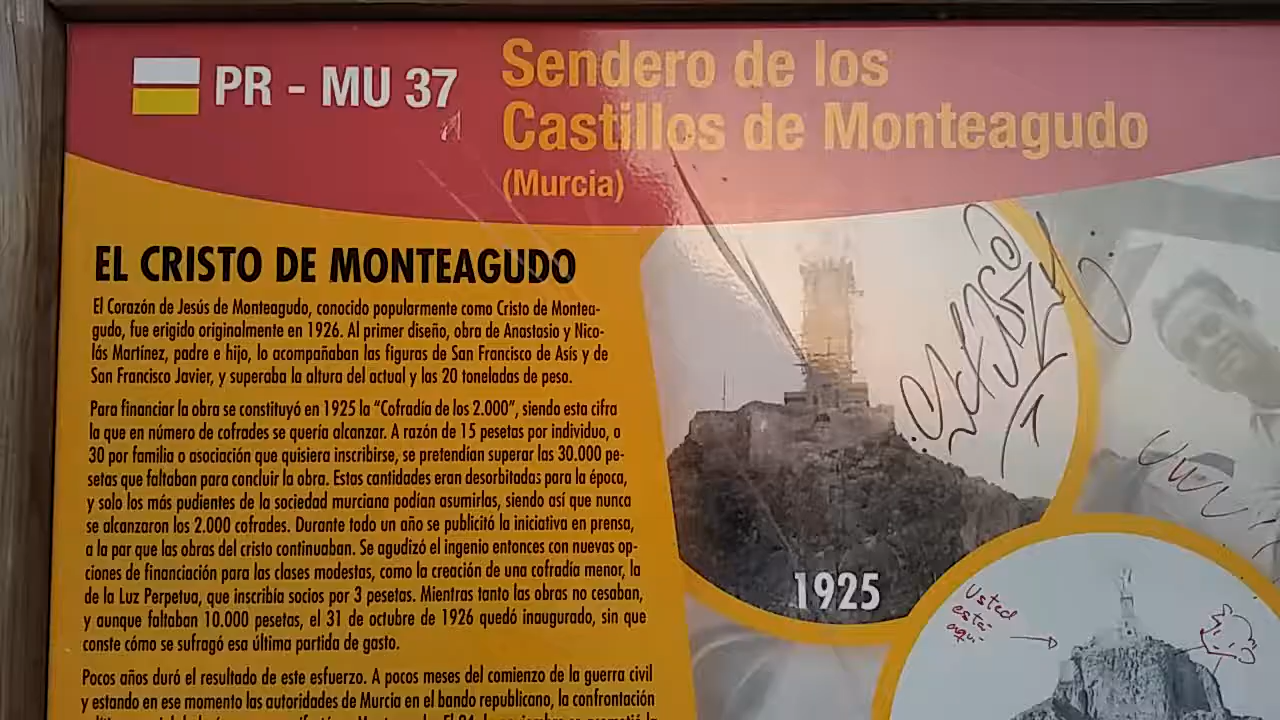 PR - MU 37
Sendero de los
Castillos de Monteagudo
(Murcia)
EL CRISTO DE MONTEAGUDO
El Corazón de Jesús de Monteagudo, conocido popularmente como Cristo de Montea-
gudo, fue erigido originalmente en 1926. Al primer diseño, obra de Anastasio y Nico-
lás Martínez, padre e hijo, lo acompañaban las figuras de San Francisco de Asís y de
San Francisco Javier, y superaba la altura del actual y las 20 toneladas de peso.
Para financiar la obra se constituyó en 1925 la "Cofradía de los 2.000", siendo esta cifra
la que en número de cofrades se quería alcanzar. A razón de 15 pesetas por individuo, o
30 por familia o asociación que quisiera inscribirse, se pretendían superar las 30.000 pe-
setas que faltaban para concluir la obra. Estas cantidades eran desorbitadas para la época,
y solo los más pudientes de la sociedad murciana podían asumirlas, siendo así que nunca
se alcanzaron los 2.000 cofrades. Durante todo un año se publicitó la iniciativa en prensa,
a la par que las obras del cristo continuaban. Se agudizó el ingenio entonces con nuevas op-
ciones de financiación para las clases modestas, como la creación de una cofradía menor, la
de la Luz Perpetua, que inscribía socios por 3 pesetas. Mientras tanto las obras no cesaban,
y aunque faltaban 10.000 pesetas, el 31 de octubre de 1926 quedó inaugurado, sin que
conste cómo se sufragó esa última partida de gasto.
Pocos años duró el resultado de este esfuerzo. A pocos meses del comienzo de la guerra civil
y estando en ese momento las autoridades de Murcia en el bando republicano, la confrontación
1925
Usted
está
aquí